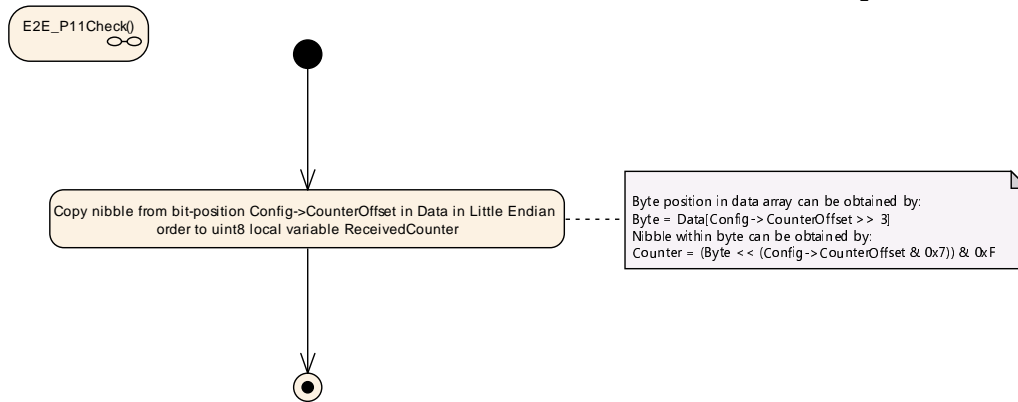 E2E_P11Check()
Copy nibble from bit-position Config->CounterOffset in Data in Little Endian
order to uint8 local variable ReceivedCounter
Byte position in data array can be obtained by:
Byte = Data[Config->CounterOffset >> 3]
Nibble within byte can be obtained by:
Counter = (Byte << (Config->CounterOffset & 0x7)) & 0xF